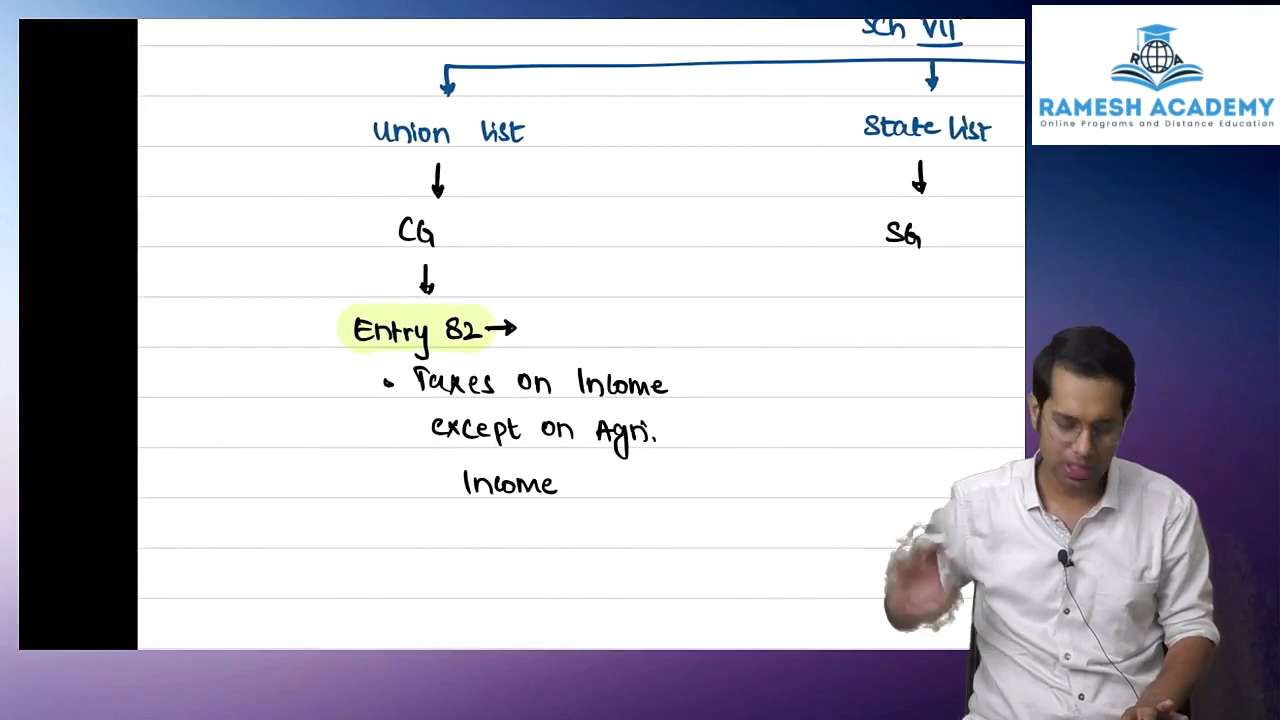 Sch VII
Union list
State list
CG
SG
Entry 82
• Taxes on Income
except on Agri.
Income
RA
RAMESH ACADEMY
Online Programs and Distance Education